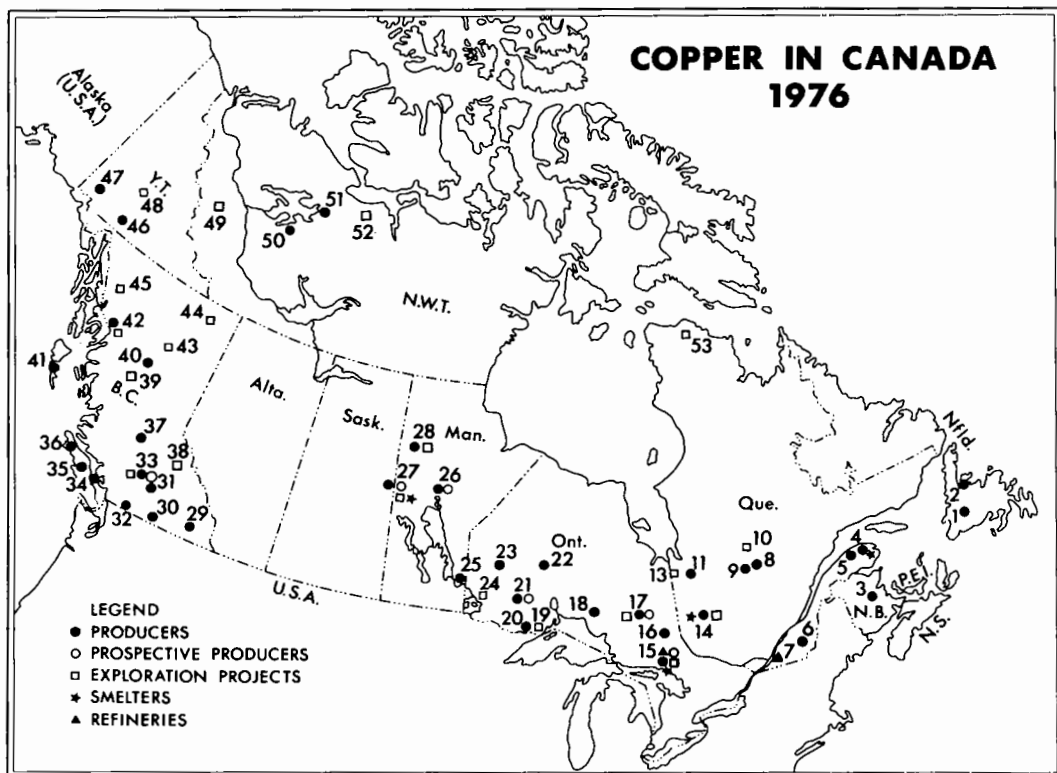 COPPER IN CANADA
1976
Alaska
(U.S.A.)
Y.T.
47
48
46
49
51
50
52
N.W.T.
45
42
44
43
41
40
39
B.C.
Alta.
Sask.
Man.
53
Nfld.
37
36
38
35
33
34
31
32
30
29
28
27
26
25
Ont.
Que.
24
23
22
21
20
19
18
17
16
15
14
13
11
10
9
8
7
6
5
4
3
2
1
P.E.I.
N.B.
N.S.
U.S.A.
LEGEND
PRODUCERS
PROSPECTIVE PRODUCERS
EXPLORATION PROJECTS
SMELTERS
REFINERIES